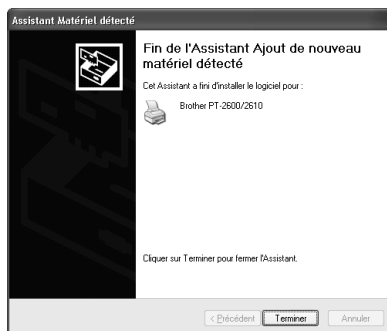 Assistant Matériel détecté
Fin de l'Assistant Ajout de nouveau
matériel détecté
Cet Assistant a fini d'installer le logiciel pour :
Brother PT-2600/2610
Cliquer sur Terminer pour fermer l'Assistant.
< Précédent
Terminer
Annuler